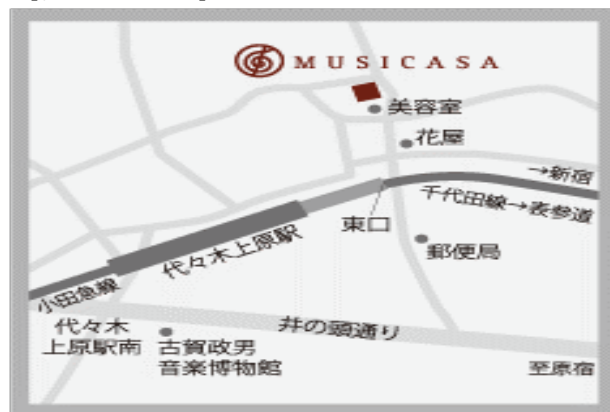 MUSICASA
美容室
花屋
→新宿
千代田線→表参道
東口
代々木上原駅
郵便局
小田急線
井の頭通り
代々木
上原駅南
古賀政男
音楽博物館
至原宿